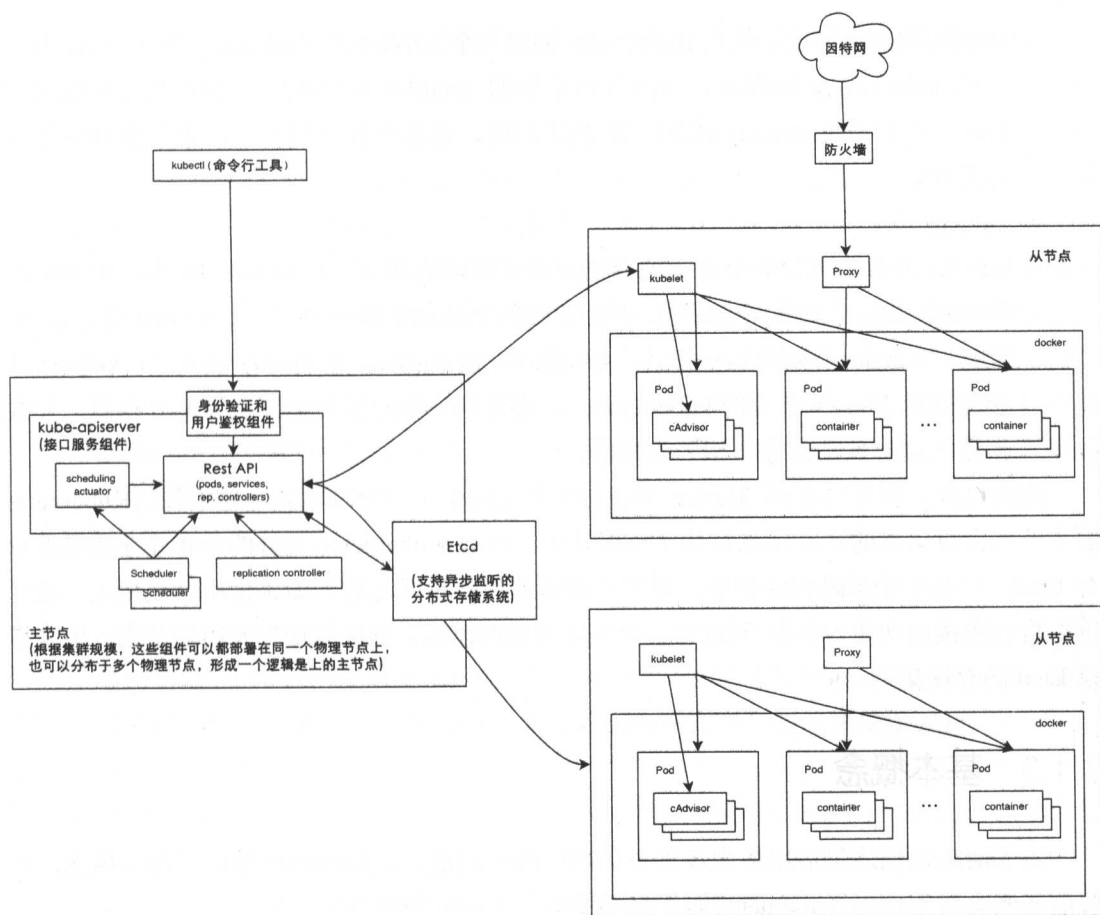 因特网
防火墙
kubectl（命令行工具）
从节点
kubelet
Proxy
docker
Pod
cAdvisor
Pod
container
...
Pod
container
身份验证和
用户鉴权组件
kube-apiserver
(接口服务组件)
Rest API
(pods, services,
rep. controllers)
scheduling
actuator
Scheduler
Scheduler
replication controller
Etcd
(支持异步监听的
分布式存储系统)
主节点
(根据集群规模，这些组件可以都部署在同一个物理节点上，
也可以分布于多个物理节点，形成一个逻辑是上的主节点)
从节点
kubelet
Proxy
docker
Pod
cAdvisor
Pod
container
...
Pod
container